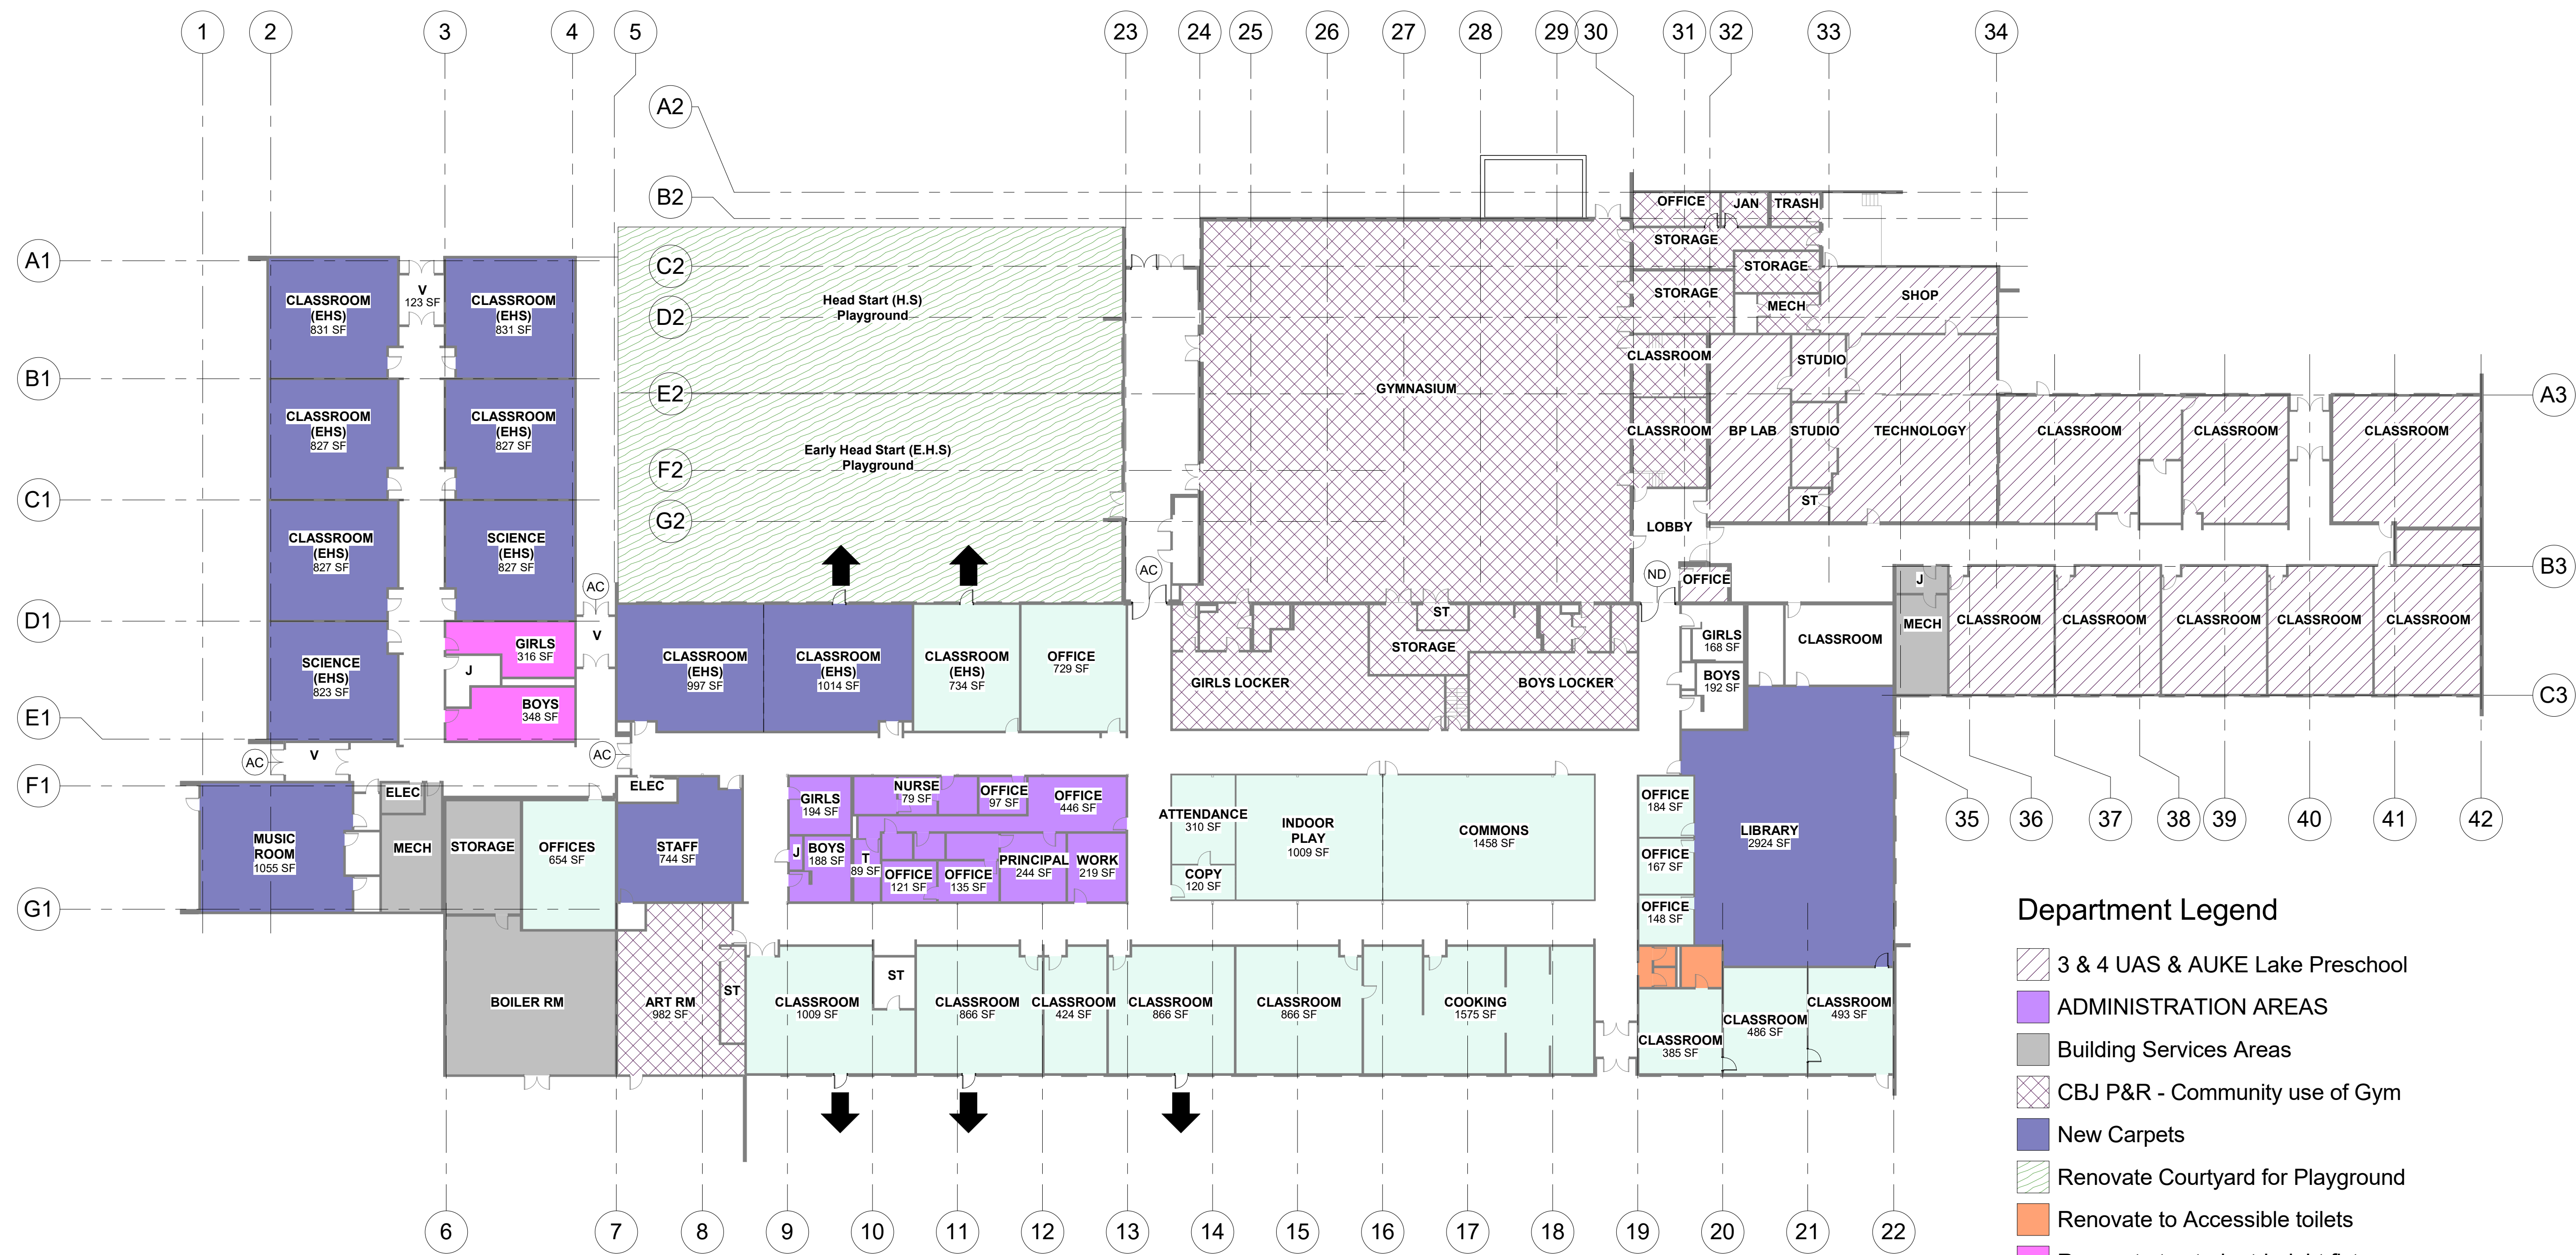 1
2
3
4
5
23
24
25
26
27
28
29
30
31
32
33
34
A2
B2
OFFICE
JAN
TRASH
STORAGE
A1
C2
STORAGE
CLASSROOM
(EHS)
831 SF
V
123 SF
CLASSROOM
(EHS)
831 SF
Head Start (H.S)
Playground
D2
STORAGE
MECH
SHOP
B1
E2
CLASSROOM
STUDIO
GYMNASIUM
A3
CLASSROOM
(EHS)
827 SF
CLASSROOM
(EHS)
827 SF
Early Head Start (E.H.S)
Playground
F2
CLASSROOM
BP LAB
STUDIO
TECHNOLOGY
CLASSROOM
CLASSROOM
CLASSROOM
C1
G2
ST
LOBBY
CLASSROOM
(EHS)
827 SF
SCIENCE
(EHS)
827 SF
AC
AC
ND
OFFICE
J
B3
D1
V
ST
GIRLS
316 SF
J
BOYS
348 SF
SCIENCE
(EHS)
823 SF
CLASSROOM
(EHS)
997 SF
CLASSROOM
(EHS)
1014 SF
CLASSROOM
(EHS)
734 SF
OFFICE
729 SF
GIRLS LOCKER
STORAGE
BOYS LOCKER
GIRLS
168 SF
BOYS
192 SF
CLASSROOM
MECH
CLASSROOM
CLASSROOM
CLASSROOM
CLASSROOM
CLASSROOM
C3
E1
AC
V
AC
F1
ELEC
ELEC
GIRLS
194 SF
NURSE
79 SF
OFFICE
97 SF
OFFICE
446 SF
ATTENDANCE
310 SF
INDOOR
PLAY
1009 SF
COMMONS
1458 SF
OFFICE
184 SF
LIBRARY
2924 SF
35
36
37
38
39
40
41
42
MUSIC
ROOM
1055 SF
MECH
STORAGE
OFFICES
654 SF
STAFF
744 SF
J
BOYS
188 SF
T
89 SF
OFFICE
121 SF
OFFICE
135 SF
PRINCIPAL
244 SF
WORK
219 SF
COPY
120 SF
OFFICE
167 SF
OFFICE
148 SF
G1
BOILER RM
ART RM
982 SF
ST
CLASSROOM
1009 SF
ST
CLASSROOM
866 SF
CLASSROOM
424 SF
CLASSROOM
866 SF
CLASSROOM
866 SF
COOKING
1575 SF
CLASSROOM
385 SF
CLASSROOM
486 SF
CLASSROOM
493 SF
Department Legend
3 & 4 UAS & AUKE Lake Preschool
ADMINISTRATION AREAS
Building Services Areas
CBJ P&R - Community use of Gym
New Carpets
Renovate Courtyard for Playground
Renovate to Accessible toilets
6
7
8
9
10
11
12
13
14
15
16
17
18
19
20
21
22